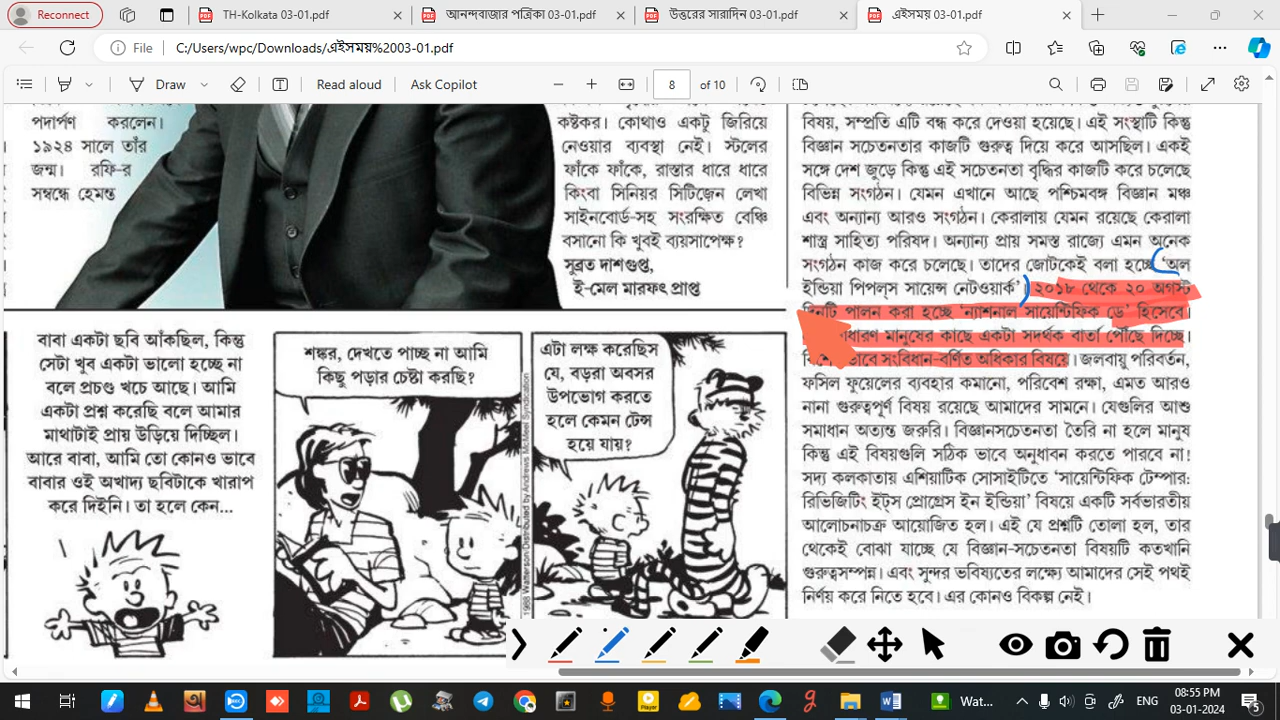 Reconnect
TH-Kolkata 03-01.pdf
আনন্দবাজার পত্রিকা 03-01.pdf
উত্তরের সারাদিন 03-01.pdf
এইসময় 03-01.pdf
File
C:/Users/wpc/Downloads/এইসময়%2003-01.pdf
Draw
Read aloud
Ask Copilot
8
of 10
পদার্পণ করলেন।
১৯২৪ সালে তাঁর
জন্ম। রফি-র
সম্বন্ধে হেমন্ত
কষ্টকর। কোথাও একটু জিরিয়ে
নেওয়ার ব্যবস্থা নেই। স্টলের
ফাঁকে ফাঁকে, রাস্তার ধারে ধারে
কিংবা সিনিয়র সিটিজ়েন লেখা
সাইনবোর্ড-সহ সংরক্ষিত বেঞ্চি
বসানো কি খুবই ব্যয়সাপেক্ষ?
সুব্রত দাশগুপ্ত,
ই-মেল মারফৎ প্রাপ্ত
বিষয়, সম্প্রতি এটি বন্ধ করে দেওয়া হয়েছে। এই সংস্থাটি কিন্তু
বিজ্ঞান সচেতনতার কাজটি গুরুত্ব দিয়ে করে আসছিল। একই
সঙ্গে দেশ জুড়ে কিন্তু এই সচেতনতা বৃদ্ধির কাজটি করে চলেছে
বিভিন্ন সংগঠন। যেমন এখানে আছে পশ্চিমবঙ্গ বিজ্ঞান মঞ্চ
এবং অন্যান্য আরও সংগঠন। কেরালায় যেমন রয়েছে কেরালা
শাস্ত্র সাহিত্য পরিষদ। অন্যান্য প্রায় সমস্ত রাজ্যে এমন অনেক
সংগঠন কাজ করে চলেছে। তাদের জোটকেই বলা হচ্ছে 'অল
ইন্ডিয়া পিপল্‌স সায়েন্স নেটওয়ার্ক'। ২০১৮ থেকে ২০ অগস্ট
দিনটি পালন করা হচ্ছে 'ন্যাশনাল সায়েন্টিফিক ডে' হিসেবে।
মানুষের কাছে একটা সদর্থক বার্তা পৌঁছে দিচ্ছে।
সংবিধান-বর্ণিত অধিকার বিষয়ে। জলবায়ু পরিবর্তন,
ফসিল ফুয়েলের ব্যবহার কমানো, পরিবেশ রক্ষা, এমত আরও
নানা গুরুত্বপূর্ণ বিষয় রয়েছে আমাদের সামনে। যেগুলির আশু
সমাধান অত্যন্ত জরুরি। বিজ্ঞানসচেতনতা তৈরি না হলে মানুষ
কিন্তু এই বিষয়গুলি সঠিক ভাবে অনুধাবন করতে পারবে না!
সদ্য কলকাতায় এশিয়াটিক সোসাইটিতে 'সায়েন্টিফিক টেম্পার:
রিভিজিটিং ইট্‌স প্রোগ্রেস ইন ইন্ডিয়া' বিষয়ে একটি সর্বভারতীয়
আলোচনাচক্র আয়োজিত হল। এই যে প্রশ্নটি তোলা হল, তার
থেকেই বোঝা যাচ্ছে যে বিজ্ঞান-সচেতনতা বিষয়টি কতখানি
গুরুত্বসম্পন্ন। এবং সুন্দর ভবিষ্যতের লক্ষ্যে আমাদের সেই পথই
নির্ণয় করে নিতে হবে। এর কোনও বিকল্প নেই।
বাবা একটা ছবি আঁকছিল, কিন্তু
সেটা খুব একটা ভালো হচ্ছে না
বলে প্রচণ্ড খচে আছে। আমি
একটা প্রশ্ন করেছি বলে আমার
মাথাটাই প্রায় উড়িয়ে দিচ্ছিল।
আরে বাবা, আমি তো কোনও ভাবে
বাবার ওই অখাদ্য ছবিটাকে খারাপ
করে দিইনি। তা হলে কেন...
শঙ্কর, দেখতে পাচ্ছ না আমি
কিছু পড়ার চেষ্টা করছি?
এটা লক্ষ করেছিস
যে, বড়রা অবসর
উপভোগ করতে
হলে কেমন টেন্স
হয়ে যায়?
1988 Watterson/Distributed by Andrews McMeel Syndication
Wat...
ENG
08:55 PM
03-01-2024
5